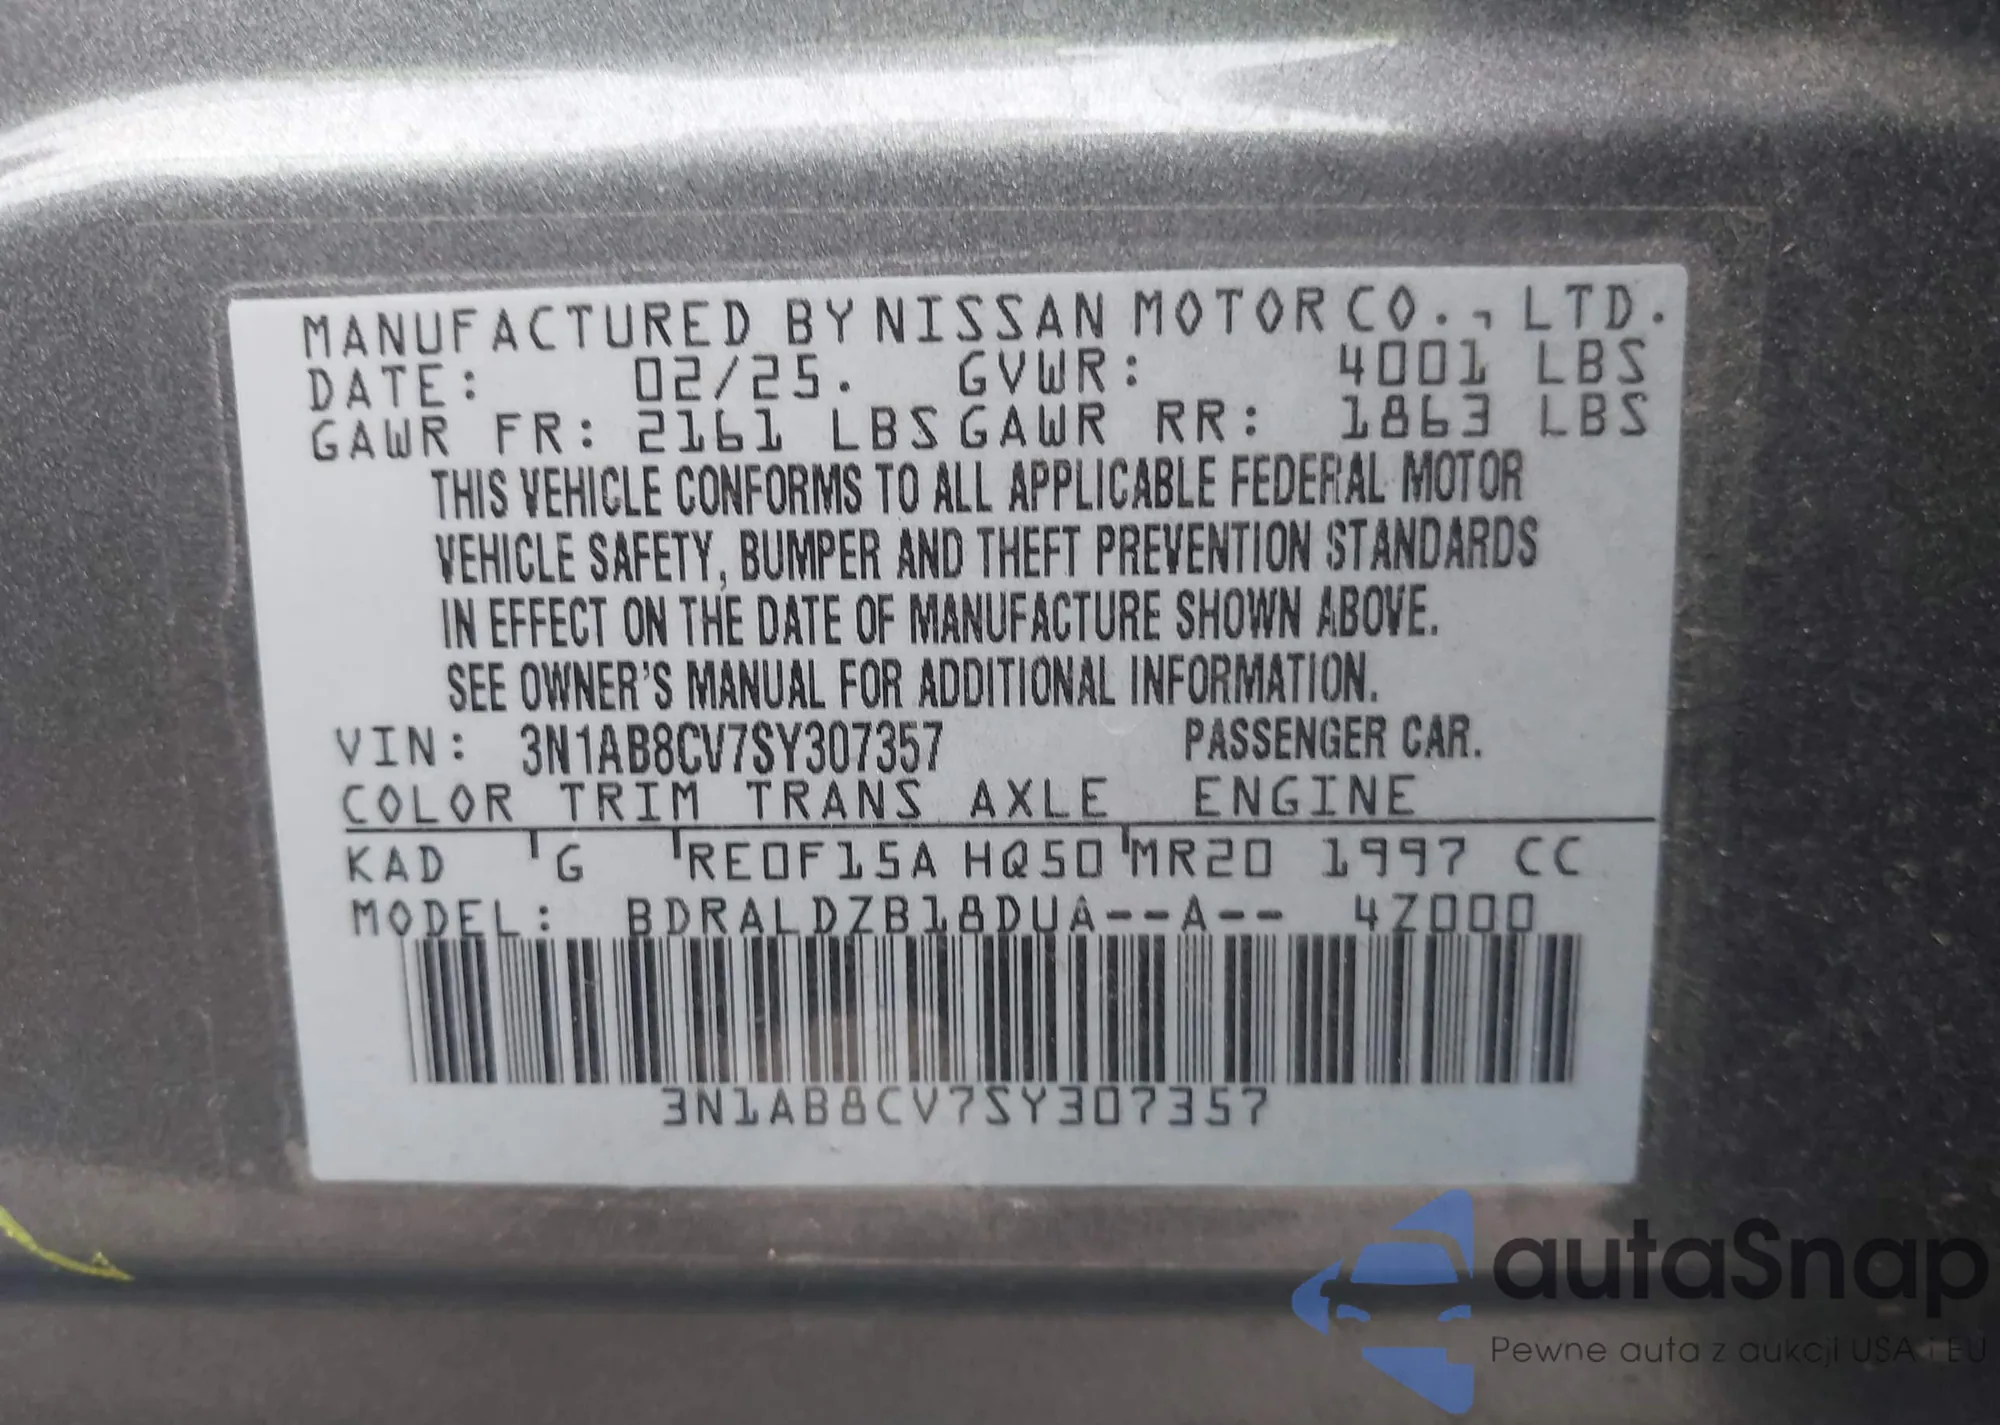 MANUFACTURED BY NISSAN MOTOR CO., LTD.
DATE: 02/25. GVWR: 4001 LBS
GAWR FR: 2161 LBS GAWR RR: 1863 LBS
THIS VEHICLE CONFORMS TO ALL APPLICABLE FEDERAL MOTOR
VEHICLE SAFETY, BUMPER AND THEFT PREVENTION STANDARDS
IN EFFECT ON THE DATE OF MANUFACTURE SHOWN ABOVE.
SEE OWNER'S MANUAL FOR ADDITIONAL INFORMATION.
VIN: 3N1AB8CV7SY307357 PASSENGER CAR.
COLOR TRIM TRANS AXLE ENGINE
KAD G RE0F15A HQ50 MR20 1997 CC
MODEL: BDRALDZB18DUA--A-- 4Z000
3N1AB8CV7SY307357
autaSnap
Pewne auta z aukcji USA i EU